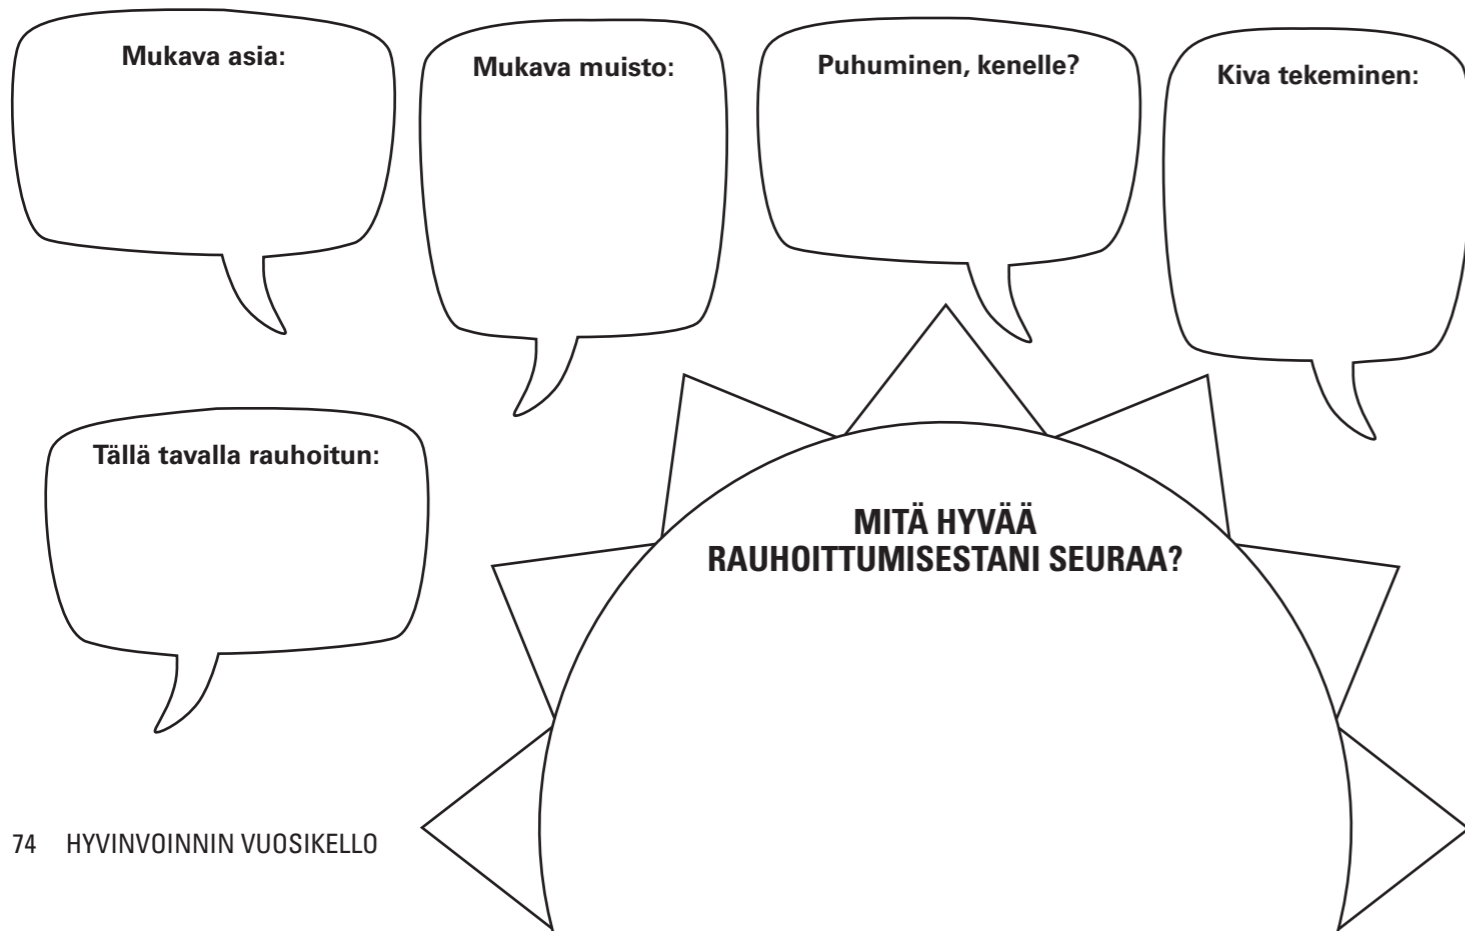 Mukava asia:
Mukava muisto:
Puhuminen, kenelle?
Kiva tekeminen:
Tällä tavalla rauhoitun:
MITÄ HYVÄÄ
RAUHOITTUMISESTANI SEURAA?
74 HYVINVOINNIN VUOSIKELLO